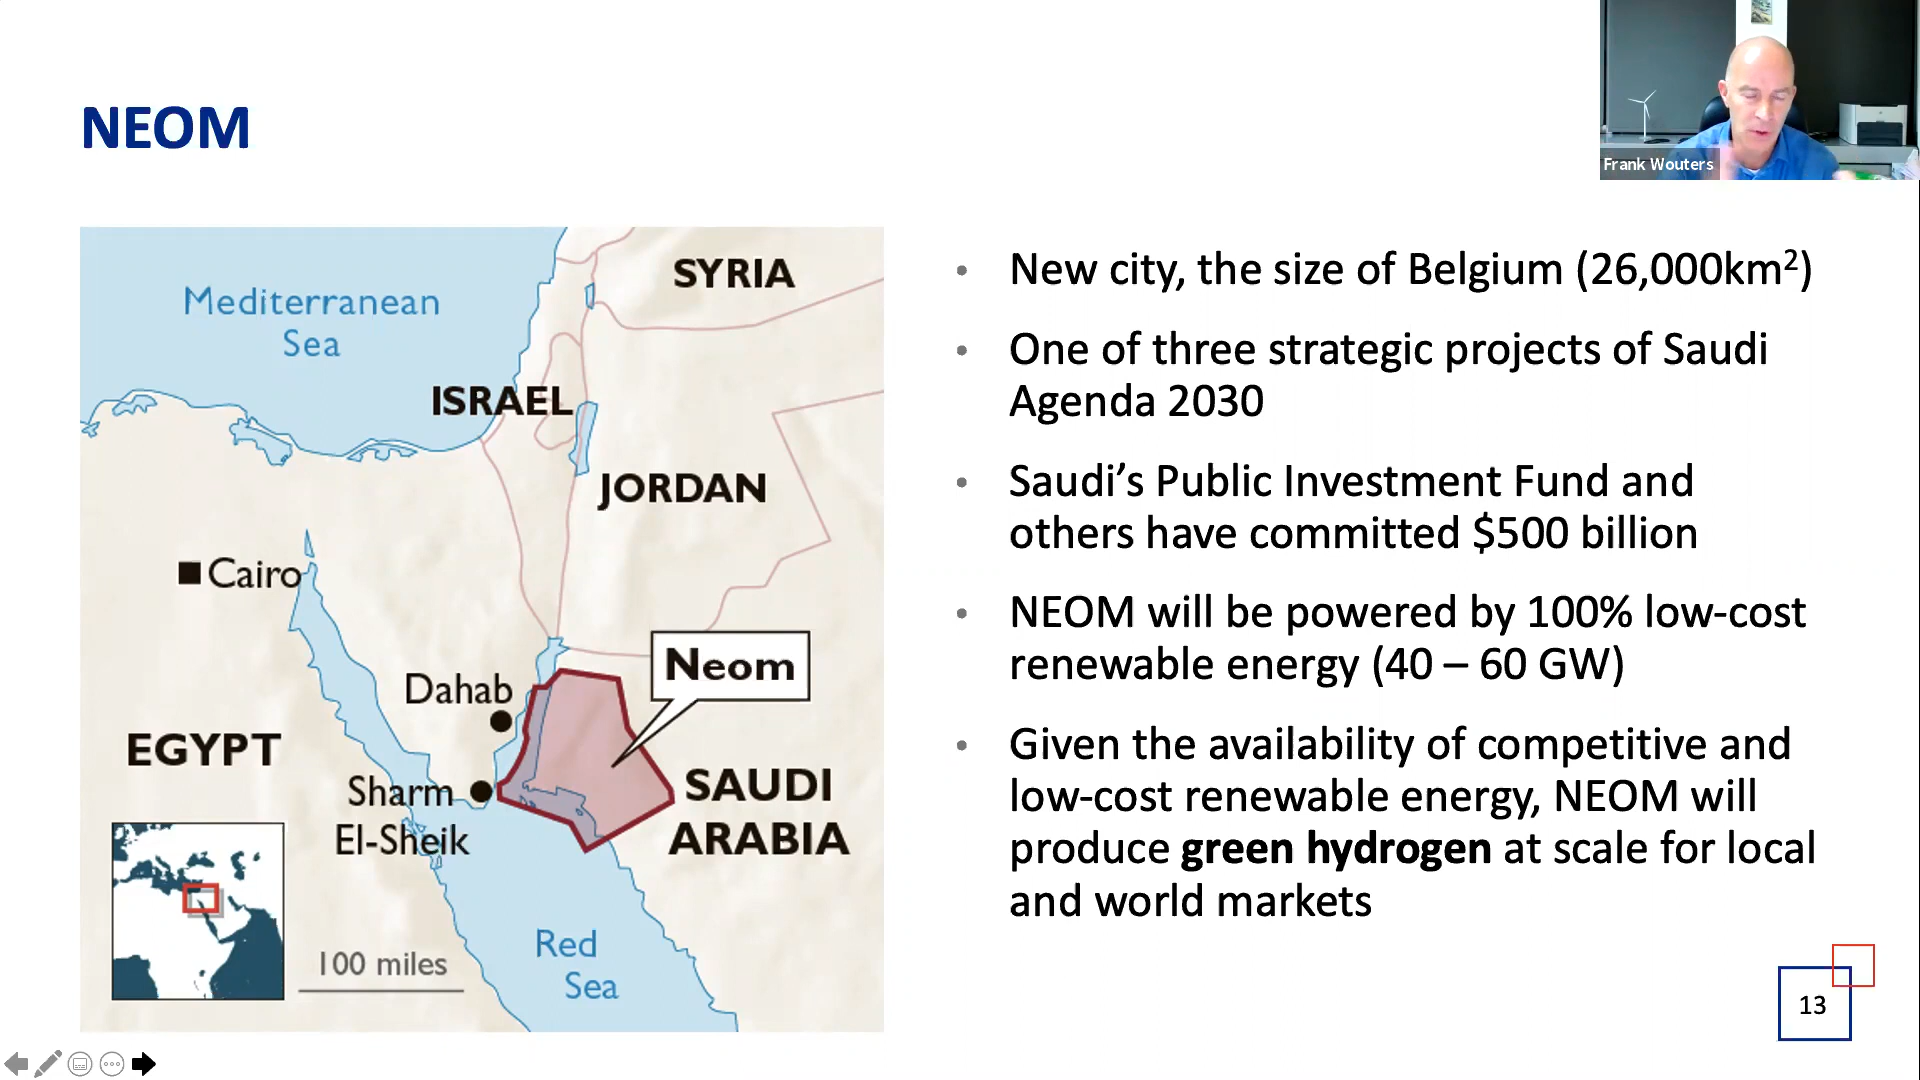 NEOM
Frank Wouters
SYRIA
Mediterranean
Sea
ISRAEL
JORDAN
Cairo
Neom
Dahab
EGYPT
Sharm
El-Sheik
SAUDI
ARABIA
Red
Sea
100 miles
• New city, the size of Belgium (26,000km²)
• One of three strategic projects of Saudi
Agenda 2030
• Saudi’s Public Investment Fund and
others have committed $500 billion
• NEOM will be powered by 100% low-cost
renewable energy (40 – 60 GW)
• Given the availability of competitive and
low-cost renewable energy, NEOM will
produce green hydrogen at scale for local
and world markets
13